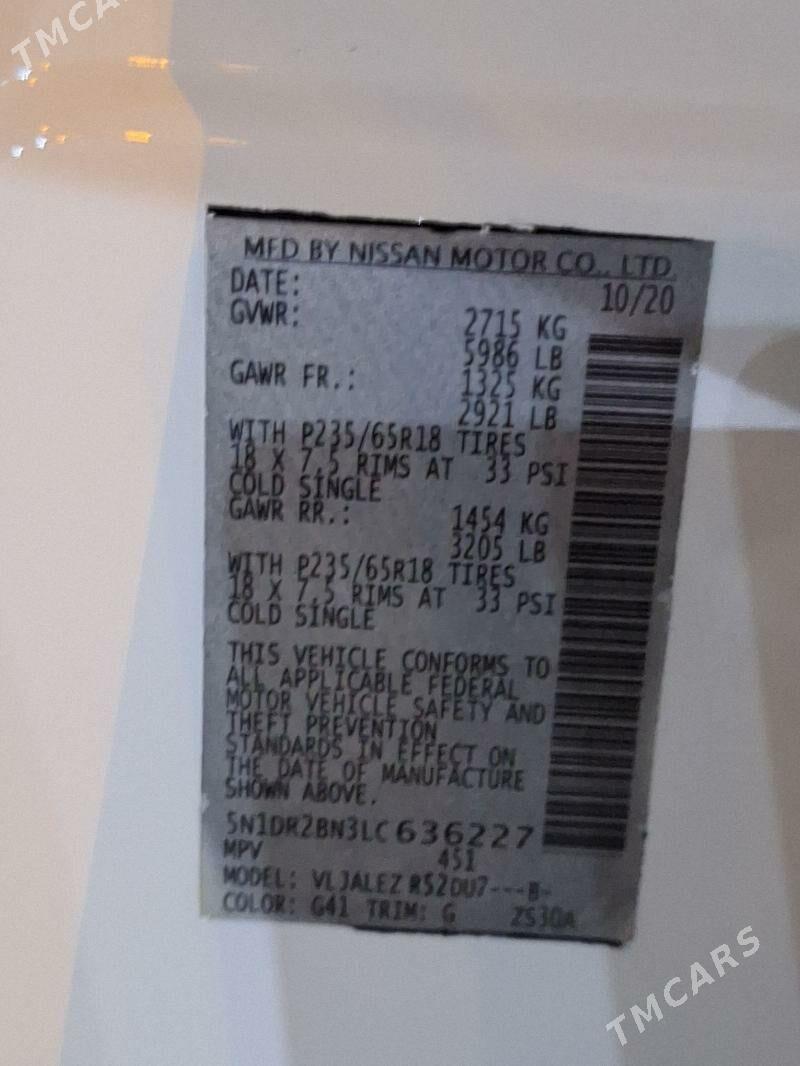 TMCARS
MFD BY NISSAN MOTOR CO., LTD.
DATE: 10/20
GVWR: 2715 KG
5986 LB
GAWR FR.: 1325 KG
2921 LB
WITH P235/65R18 TIRES
18 X 7.5 RIMS AT 33 PSI
COLD SINGLE
GAWR RR.: 1454 KG
3205 LB
WITH P235/65R18 TIRES
18 X 7.5 RIMS AT 33 PSI
COLD SINGLE
THIS VEHICLE CONFORMS TO
ALL APPLICABLE FEDERAL
MOTOR VEHICLE SAFETY AND
THEFT PREVENTION
STANDARDS IN EFFECT ON
THE DATE OF MANUFACTURE
SHOWN ABOVE.
5N1DR2BN3LC636227
MPV 451
MODEL: VLJALEZ R52DU7---B-
COLOR: G41 TRIM: G ZS30A
TMCARS